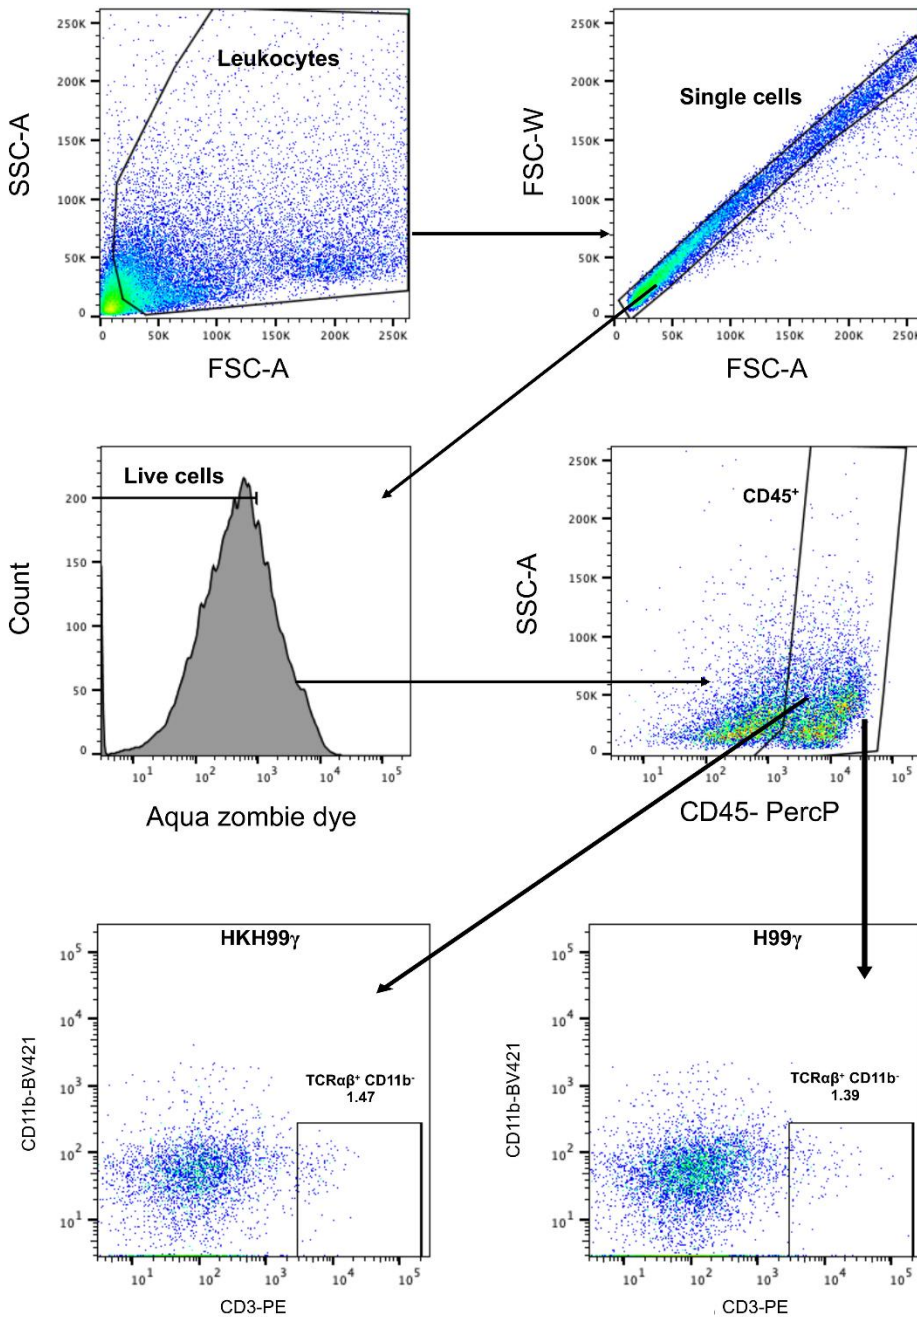 250K
200K
150K
100K
50K
0
SSC-A
Leukocytes
0 50K 100K 150K 200K 250K
FSC-A
250K
200K
150K
100K
50K
0
FSC-W
Single cells
0 50K 100K 150K 200K 250K
FSC-A
200
150
100
50
0
Count
Live cells
10¹ 10² 10³ 10⁴ 10⁵
Aqua zombie dye
250K
200K
150K
100K
50K
0
SSC-A
CD45⁺
10¹ 10² 10³ 10⁴ 10⁵
CD45- PercP
HKH99γ
10⁵
10⁴
10³
10²
10¹
CD11b-BV421
TCRαβ⁺ CD11b⁻
1.47
10¹ 10² 10³ 10⁴ 10⁵
CD3-PE
H99γ
10⁵
10⁴
10³
10²
10¹
CD11b-BV421
TCRαβ⁺ CD11b⁻
1.39
10¹ 10² 10³ 10⁴ 10⁵
CD3-PE